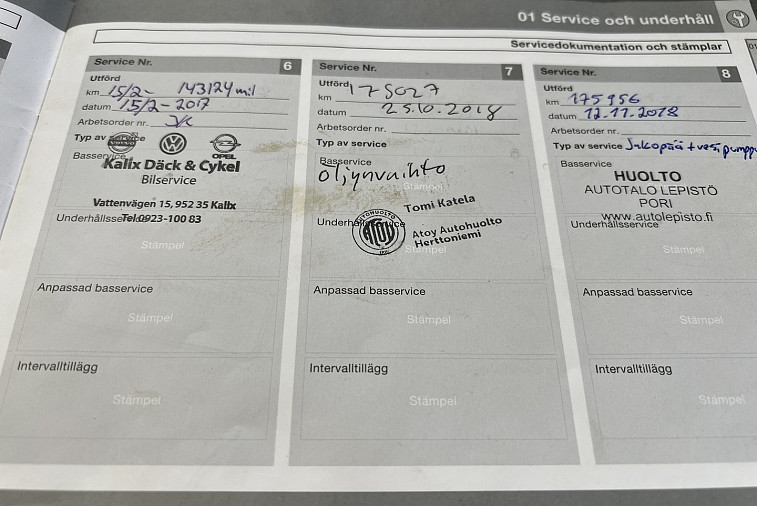 01 Service och underhåll
Servicedokumentation och stämplar
Service Nr. 6
Utförd
km 15/2- 143124 mil
datum 15/2-2017
Arbetsorder nr.
Typ av service
VOLVO
OPEL
Basservice
Kalix Däck & Cykel
Bilservice
Vattenvägen 15, 952 35 Kalix
Tel.0923-100 83
Underhållsservice
Stämpel
Anpassad basservice
Stämpel
Intervalltillägg
Stämpel
Service Nr. 7
Utförd
km 175027
datum 25.10.2018
Arbetsorder nr.
Typ av service
Basservice
öljynvaihto
Stämpel
Tomi Katela
Underhållsservice
AUTOHUOLTO
ATOY
Atoy Autohuolto
Herttoniemi
Stämpel
Anpassad basservice
Stämpel
Intervalltillägg
Stämpel
Service Nr. 8
Utförd
km 175956
datum 12.11.2018
Arbetsorder nr.
Typ av service Jakopää + vesipumppu
Basservice
HUOLTO
AUTOTALO LEPISTÖ
PORI
www.autolepisto.fi
Underhållsservice
Stämpel
Anpassad basservice
Stämpel
Intervalltillägg
Stämpel